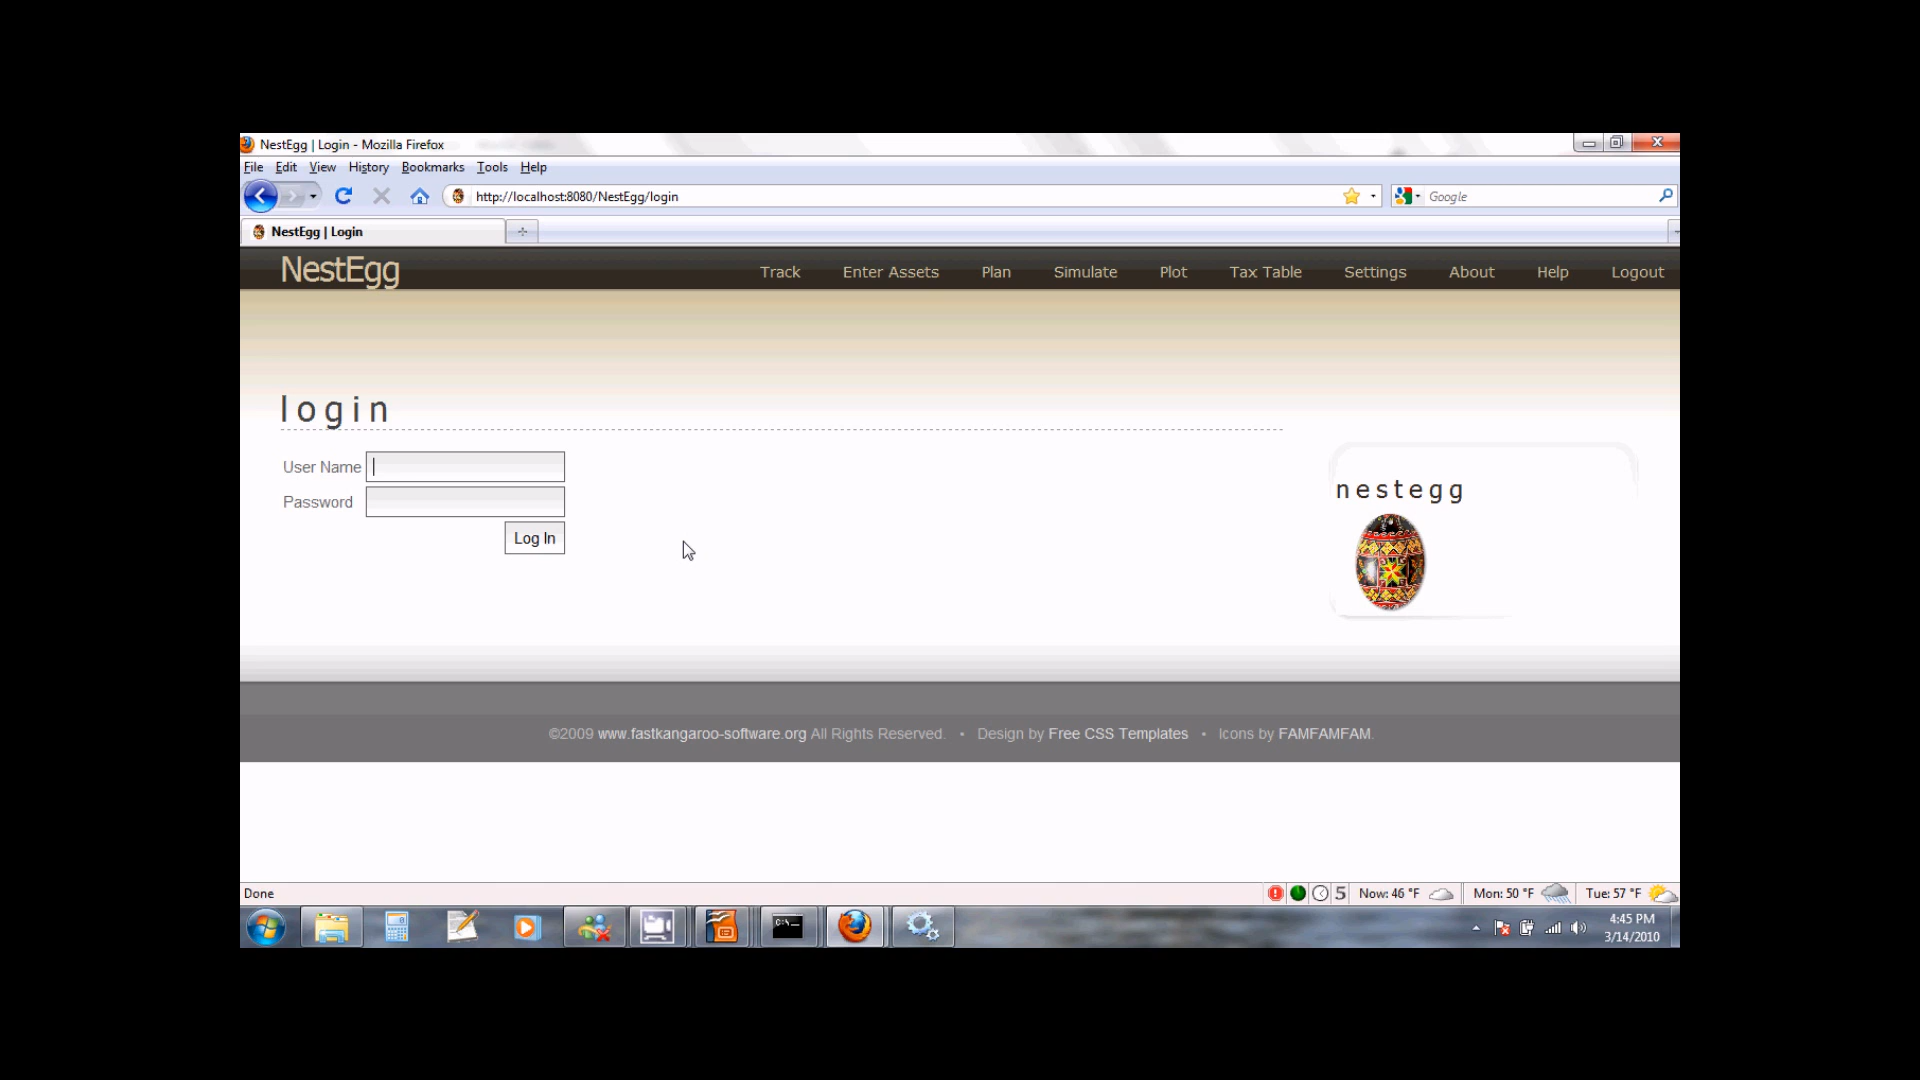 NestEgg | Login - Mozilla Firefox
File Edit View History Bookmarks Tools Help
http://localhost:8080/NestEgg/login
Google
NestEgg | Login
NestEgg Track Enter Assets Plan Simulate Plot Tax Table Settings About Help Logout
login
User Name
Password
Log In
nestegg
©2009 www.fastkangaroo-software.org All Rights Reserved. • Design by Free CSS Templates • Icons by FAMFAMFAM.
Done
5 Now: 46 °F Mon: 50 °F Tue: 57 °F
C:\_
4:45 PM
3/14/2010